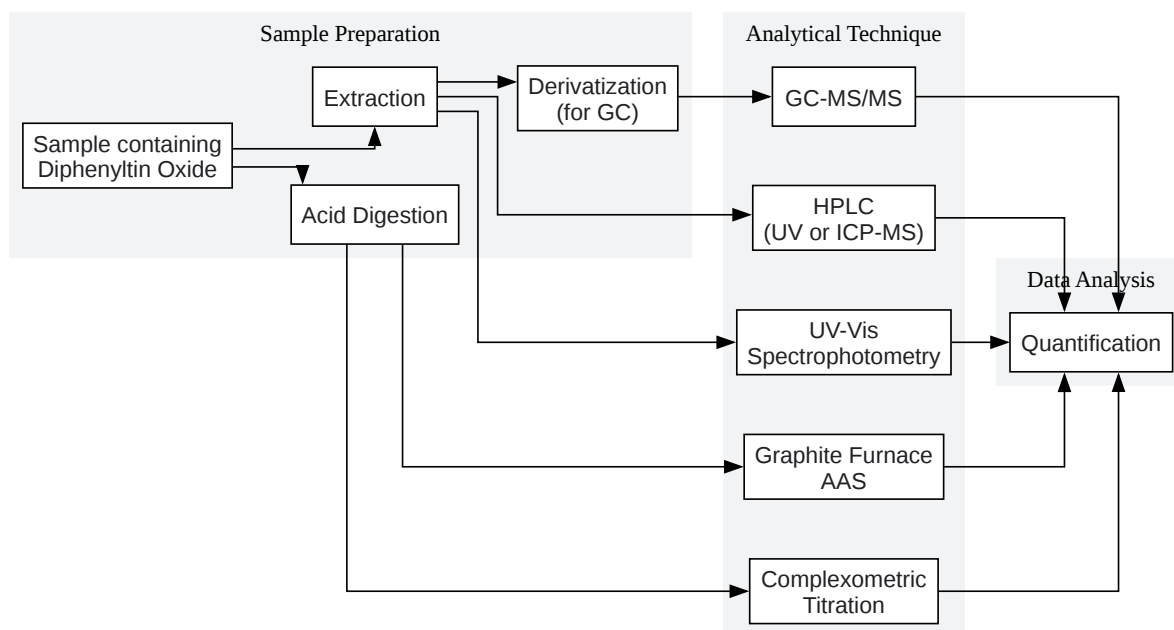 Sample Preparation
Analytical Technique
Extraction
Derivatization
(for GC)
GC-MS/MS
Sample containing
Diphenyltin Oxide
Acid Digestion
HPLC
(UV or ICP-MS)
Data Analysis
UV-Vis
Spectrophotometry
Quantification
Graphite Furnace
AAS
Complexometric
Titration